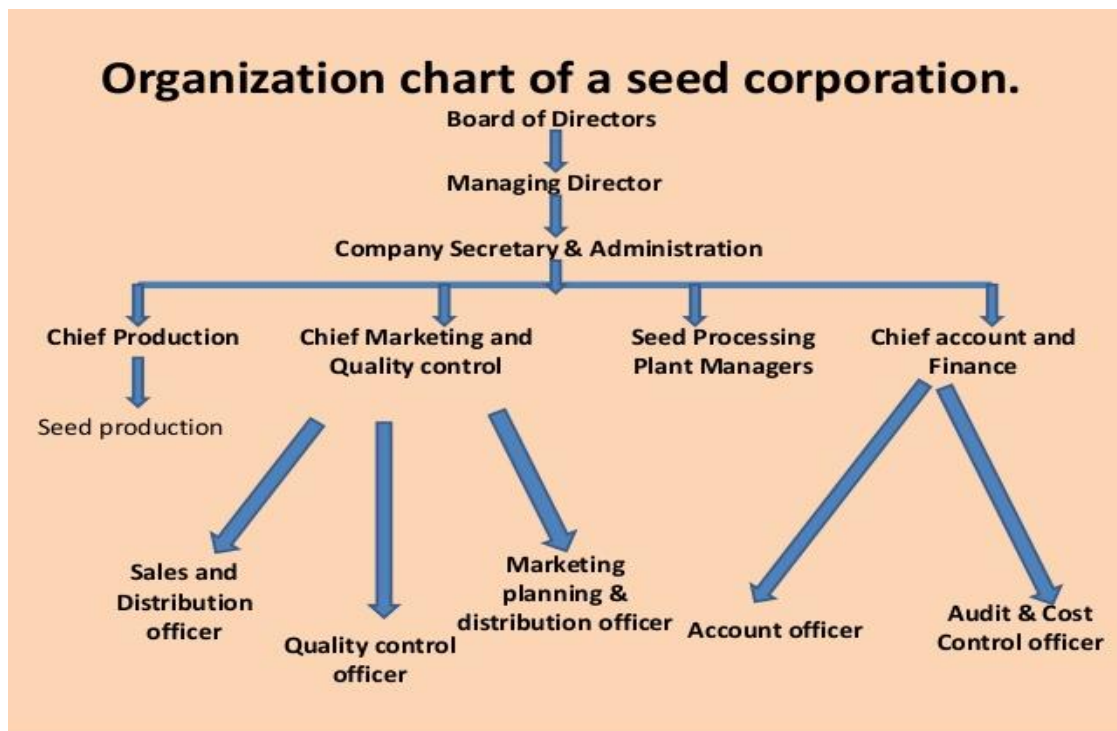 Organization chart of a seed corporation.
Board of Directors
Managing Director
Company Secretary & Administration
Chief Production
Chief Marketing and
Quality control
Seed Processing
Plant Managers
Chief account and
Finance
Seed production
Sales and
Distribution
officer
Quality control
officer
Marketing
planning &
distribution officer
Account officer
Audit & Cost
Control officer